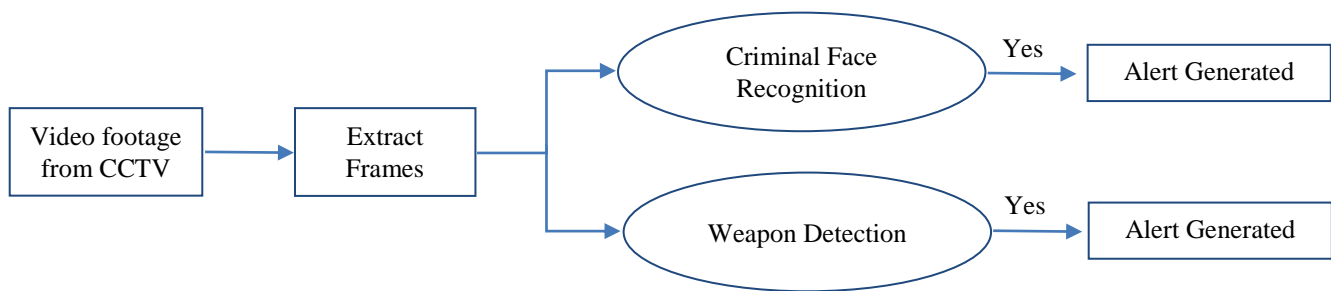 Video footage
from CCTV
Extract
Frames
Criminal Face
Recognition
Yes
Alert Generated
Weapon Detection
Yes
Alert Generated